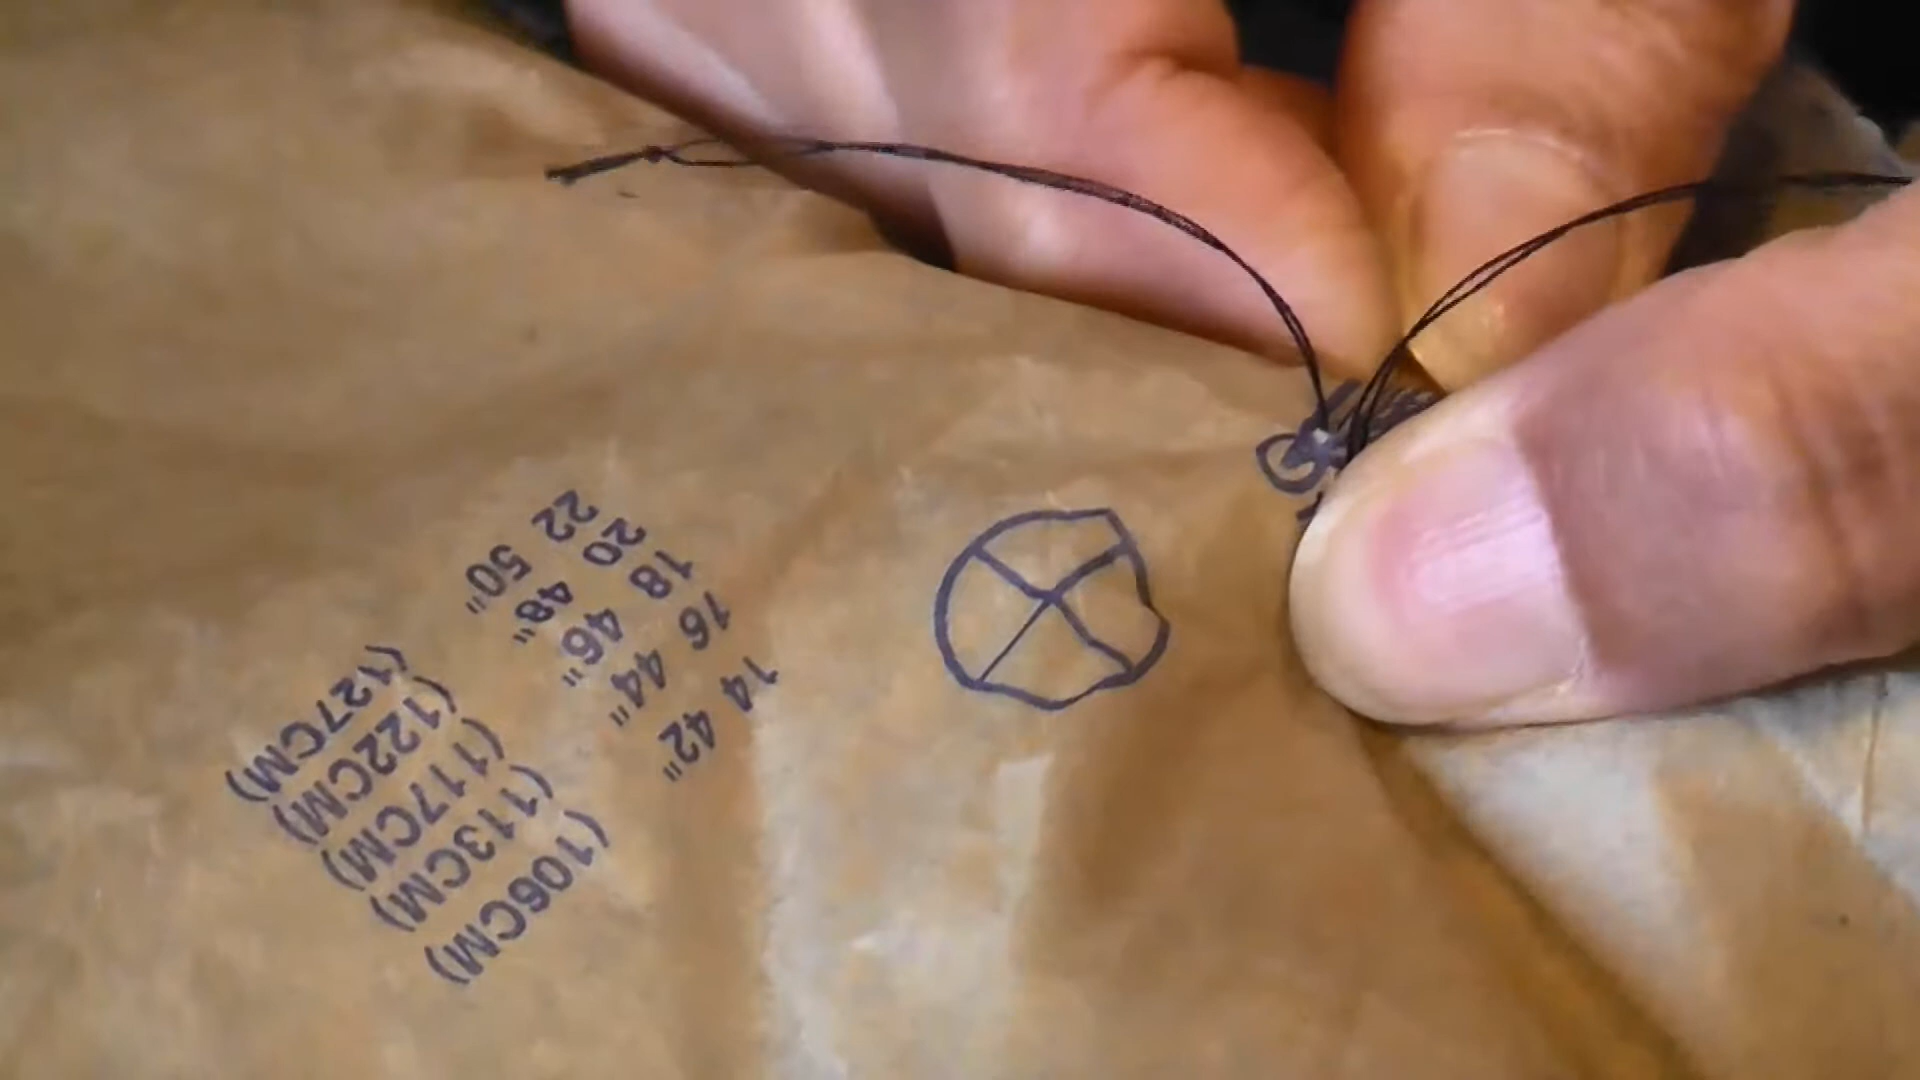 14 42" (106CM)
16 44" (113CM)
18 46" (117CM)
20 48" (122CM)
22 50" (127CM)